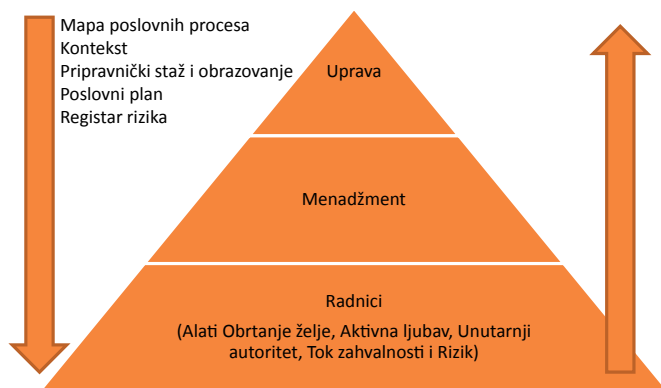 Mapa poslovnih procesa
Kontekst
Pripravnički staž i obrazovanje
Poslovni plan
Registar rizika
Uprava
Menadžment
Radnici
(Alati Obrtanje želje, Aktivna ljubav, Unutarnji
autoritet, Tok zahvalnosti i Rizik)